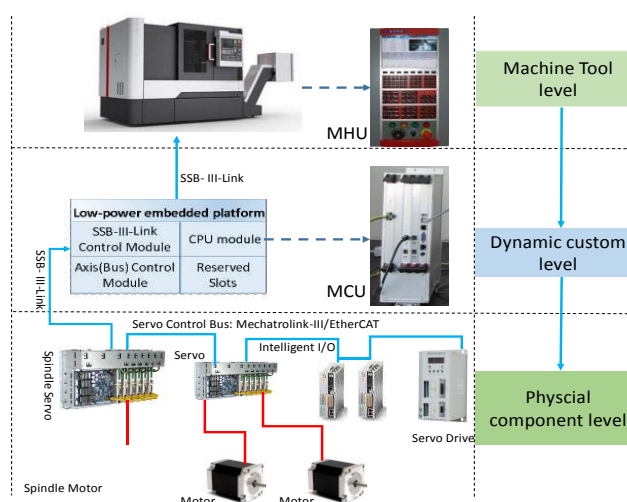 Machine Tool
level
MHU
SSB- III-Link
Low-power embedded platform
SSB-III-Link
Control Module
CPU module
Axis(Bus) Control
Module
Reserved
Slots
MCU
Dynamic custom
level
SSB- III-Link
Servo Control Bus: Mechatrolink-III/EtherCAT
Servo
Intelligent I/O
Spindle Servo
Servo Drive
Physcial
component level
Spindle Motor
Motor
Motor